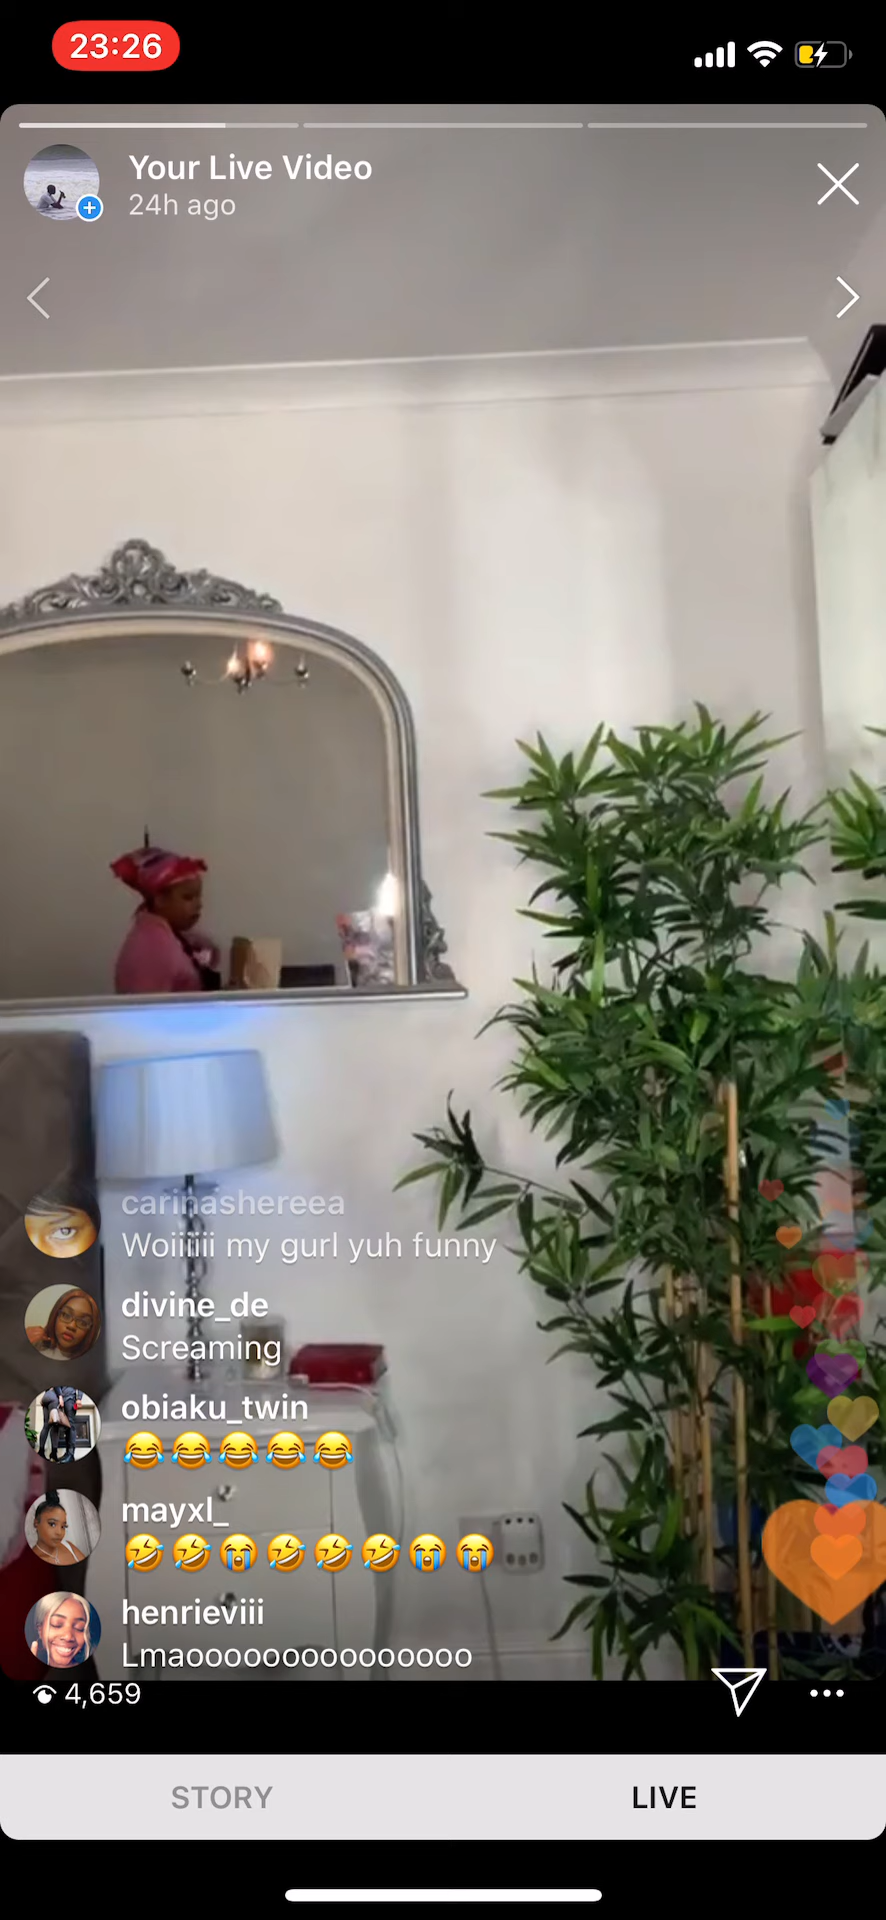 23:26
Your Live Video
24h ago
carinashereea
Woiiiiii my gurl yuh funny
divine_de
Screaming
obiaku_twin
😂😂😂😂😂
mayxl_
🤣🤣😭🤣🤣🤣😭😭
henrieviii
Lmaooooooooooooooo
4,659
STORY
LIVE